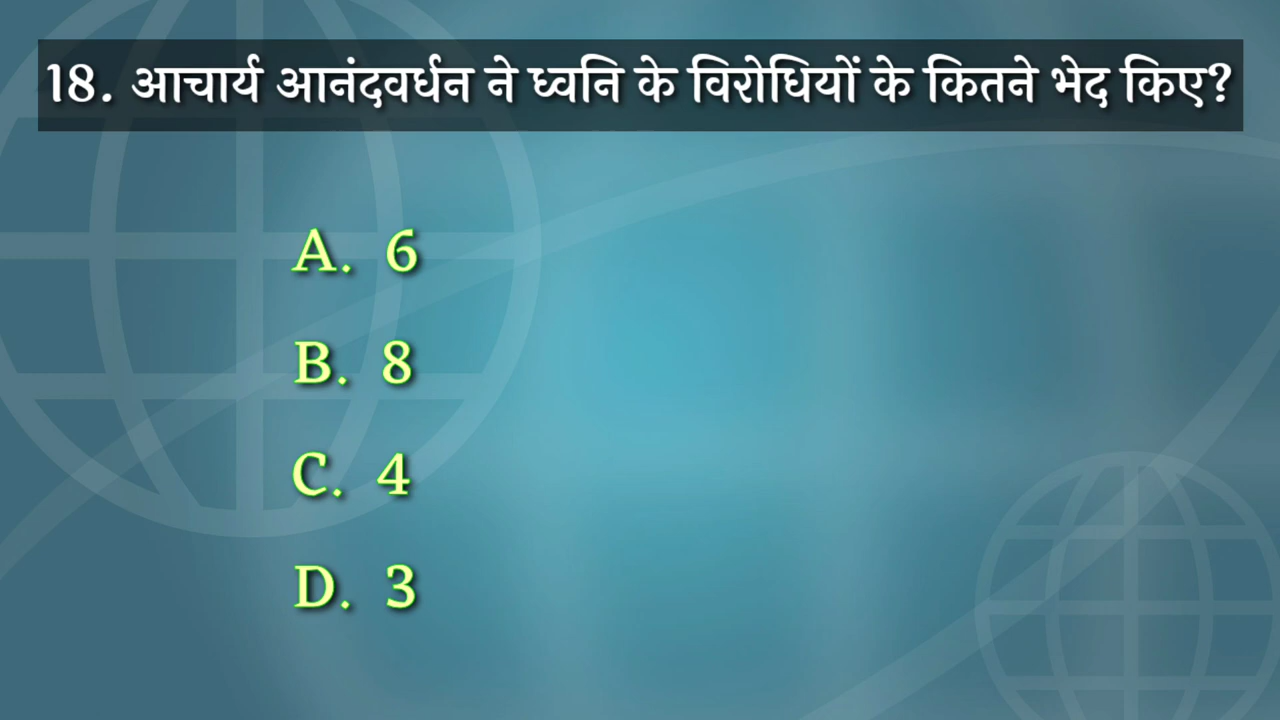 18. आचार्य आनंदवर्धन ने ध्वनि के विरोधियों के कितने भेद किए?
A. 6
B. 8
C. 4
D. 3